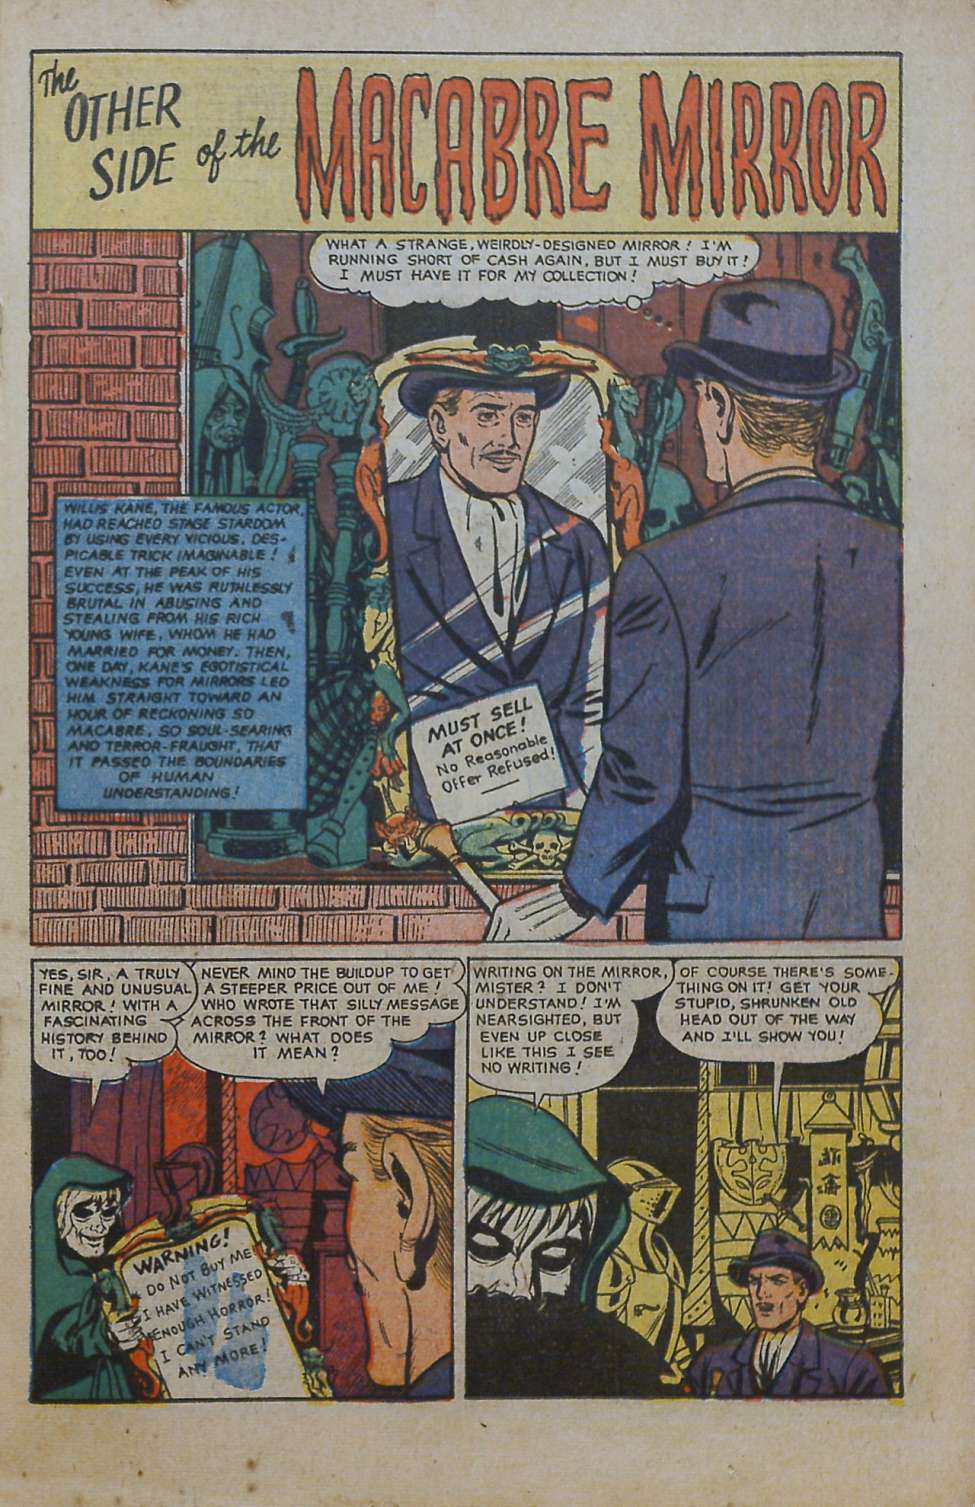 The
OTHER
SIDE of the
MACABRE MIRROR
WHAT A STRANGE, WEIRDLY-DESIGNED MIRROR! I'M
RUNNING SHORT OF CASH AGAIN, BUT I MUST BUY IT!
I MUST HAVE IT FOR MY COLLECTION!
WILLIS KANE, THE FAMOUS ACTOR,
HAD REACHED STAGE STARDOM
BY USING EVERY VICIOUS, DES-
PICABLE TRICK IMAGINABLE!
EVEN AT THE PEAK OF HIS
SUCCESS, HE WAS RUTHLESSLY
BRUTAL IN ABUSING AND
STEALING FROM HIS RICH
YOUNG WIFE, WHOM HE HAD
MARRIED FOR MONEY. THEN,
ONE DAY, KANE'S EGOTISTICAL
WEAKNESS FOR MIRRORS LED
HIM STRAIGHT TOWARD AN
HOUR OF RECKONING SO
MACABRE, SO SOUL-SEARING
AND TERROR-FRAUGHT, THAT
IT PASSED THE BOUNDARIES
OF HUMAN
UNDERSTANDING!
MUST SELL
AT ONCE!
No Reasonable
Offer Refused!
YES, SIR, A TRULY
FINE AND UNUSUAL
MIRROR! WITH A
FASCINATING
HISTORY BEHIND
IT, TOO!
NEVER MIND THE BUILDUP TO GET
A STEEPER PRICE OUT OF ME!
WHO WROTE THAT SILLY MESSAGE
ACROSS THE FRONT OF THE
MIRROR? WHAT DOES
IT MEAN?
WARNING!
DO NOT BUY ME!
I HAVE WITNESSED
ENOUGH HORROR!
I CAN'T STAND
ANY MORE!
WRITING ON THE MIRROR,
MISTER? I DON'T
UNDERSTAND! I'M
NEARSIGHTED, BUT
EVEN UP CLOSE
LIKE THIS I SEE
NO WRITING!
OF COURSE THERE'S SOME-
THING ON IT! GET YOUR
STUPID, SHRUNKEN OLD
HEAD OUT OF THE WAY
AND I'LL SHOW YOU!